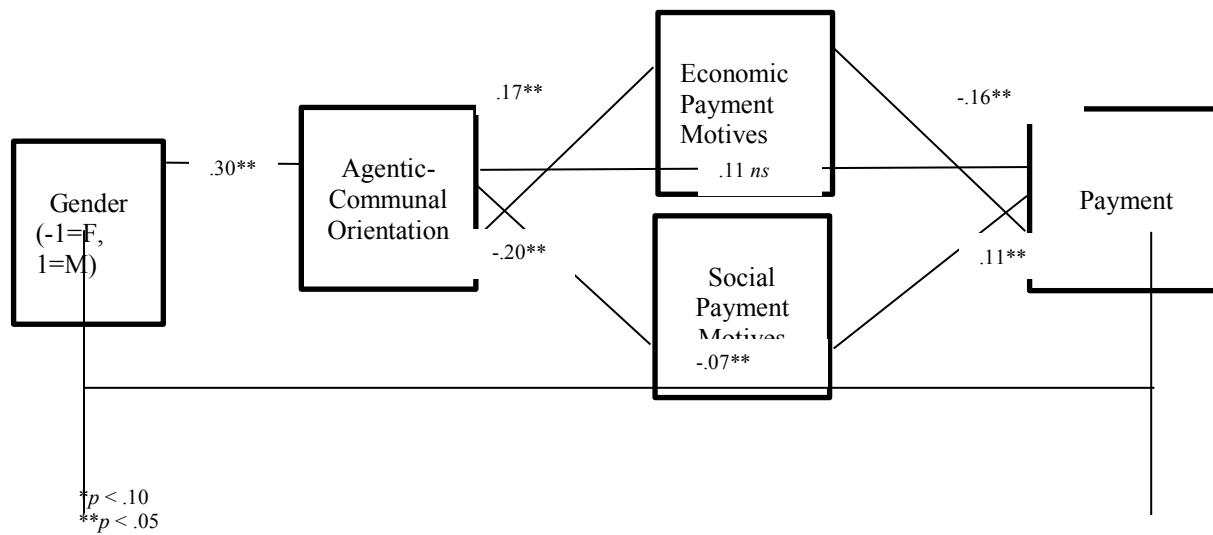 Economic
Payment
Motives
.17**
-.16**
.30**
Agentic-
Communal
Orientation
.11 ns
Gender
(-1=F,
1=M)
Payment
-.20**
.11**
Social
Payment
Motives
-.07**
*p < .10
**p < .05